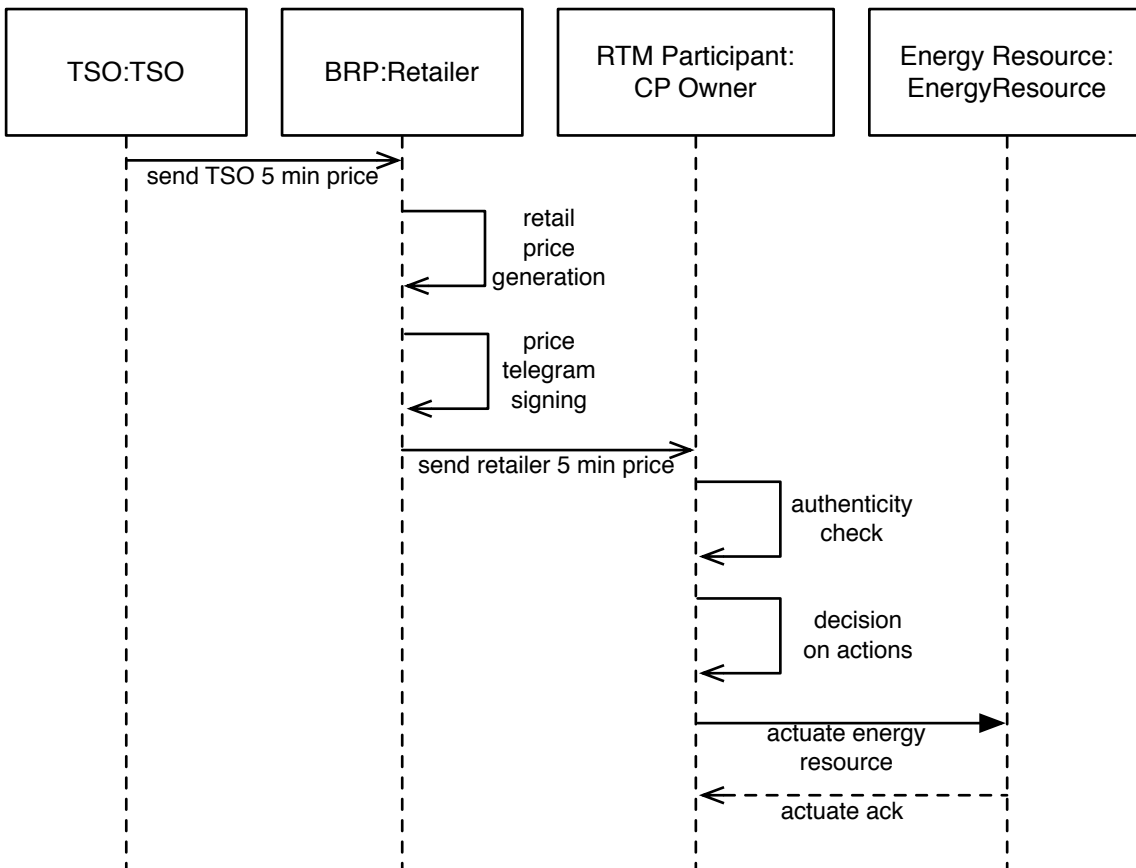 TSO:TSO
BRP:Retailer
RTM Participant:
CP Owner
Energy Resource:
EnergyResource
send TSO 5 min price
retail
price
generation
price
telegram
signing
send retailer 5 min price
authenticity
check
decision
on actions
actuate energy
resource
actuate ack